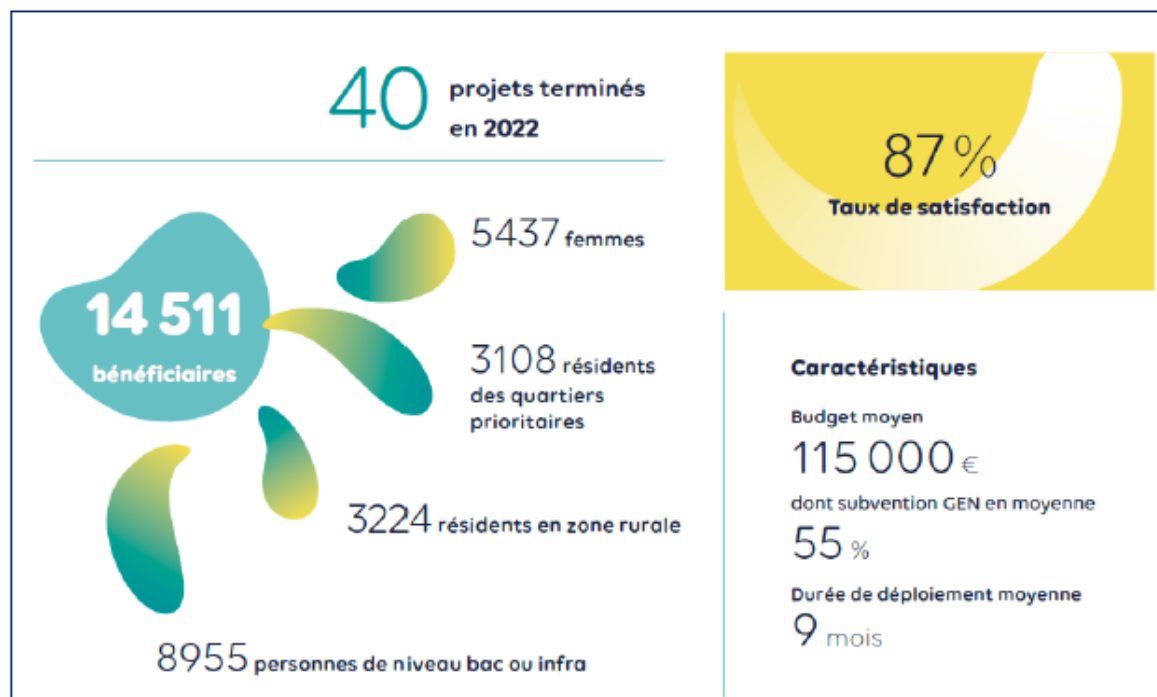 40 projets terminés
en 2022
14 511
bénéficiaires
5437 femmes
3108 résidents
des quartiers
prioritaires
3224 résidents en zone rurale
8955 personnes de niveau bac ou infra
87 %
Taux de satisfaction
Caractéristiques
Budget moyen
115 000 €
dont subvention GEN en moyenne
55 %
Durée de déploiement moyenne
9 mois